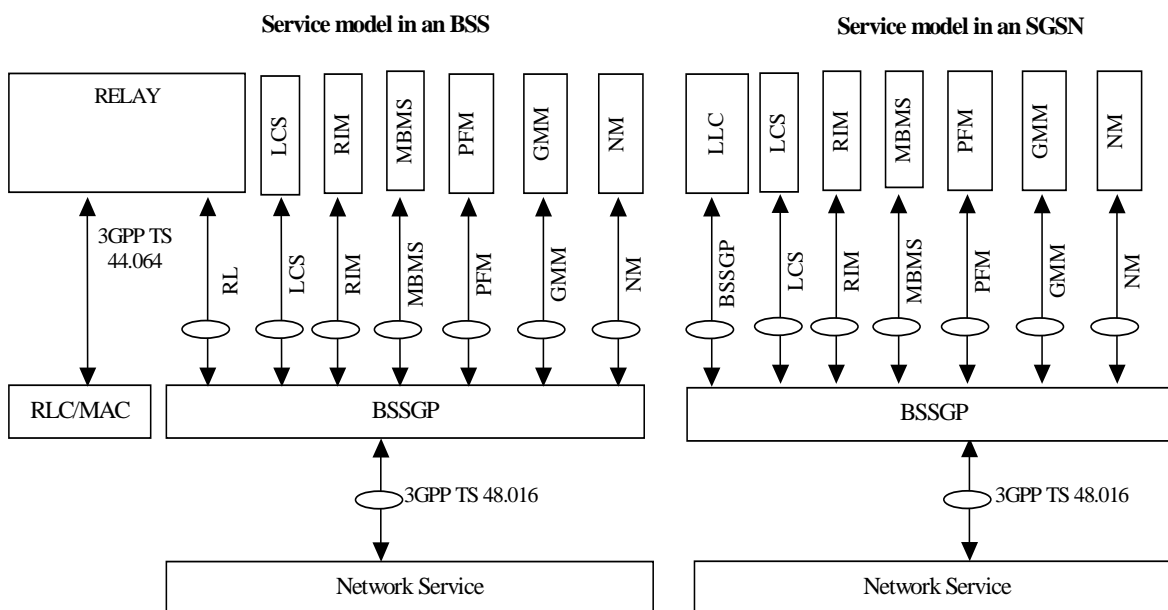 Service model in an BSS
Service model in an SGSN
RELAY
LCS
RIM
MBMS
PFM
GMM
NM
LLC
LCS
RIM
MBMS
PFM
GMM
NM
3GPP TS
44.064
RL
LCS
RIM
MBMS
PFM
GMM
NM
BSSGP
LCS
RIM
MBMS
PFM
GMM
NM
RLC/MAC
BSSGP
BSSGP
3GPP TS 48.016
3GPP TS 48.016
Network Service
Network Service